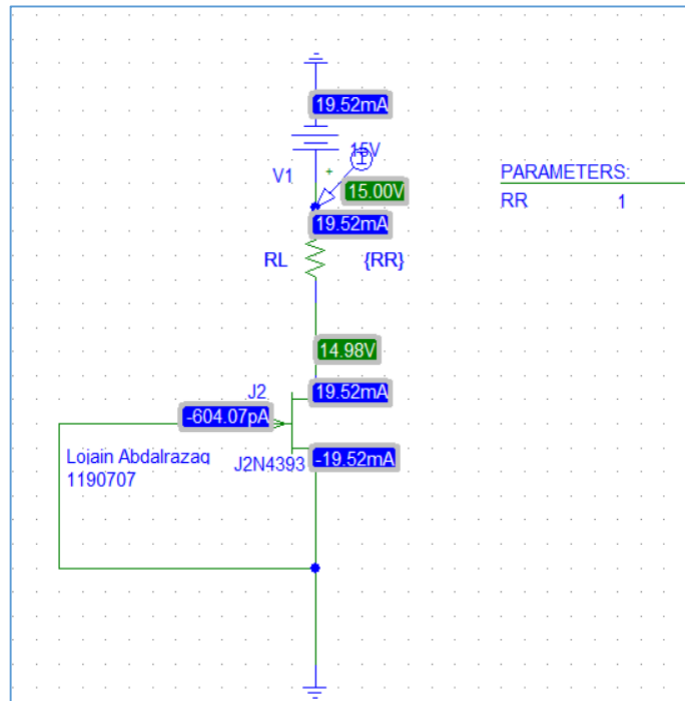 19.52mA
15V
1
V1
+
15.00V
PARAMETERS:
RR 1
19.52mA
RL {RR}
14.98V
J2
19.52mA
-604.07pA
Lojain Abdalrazaq
1190707
J2N4393
-19.52mA